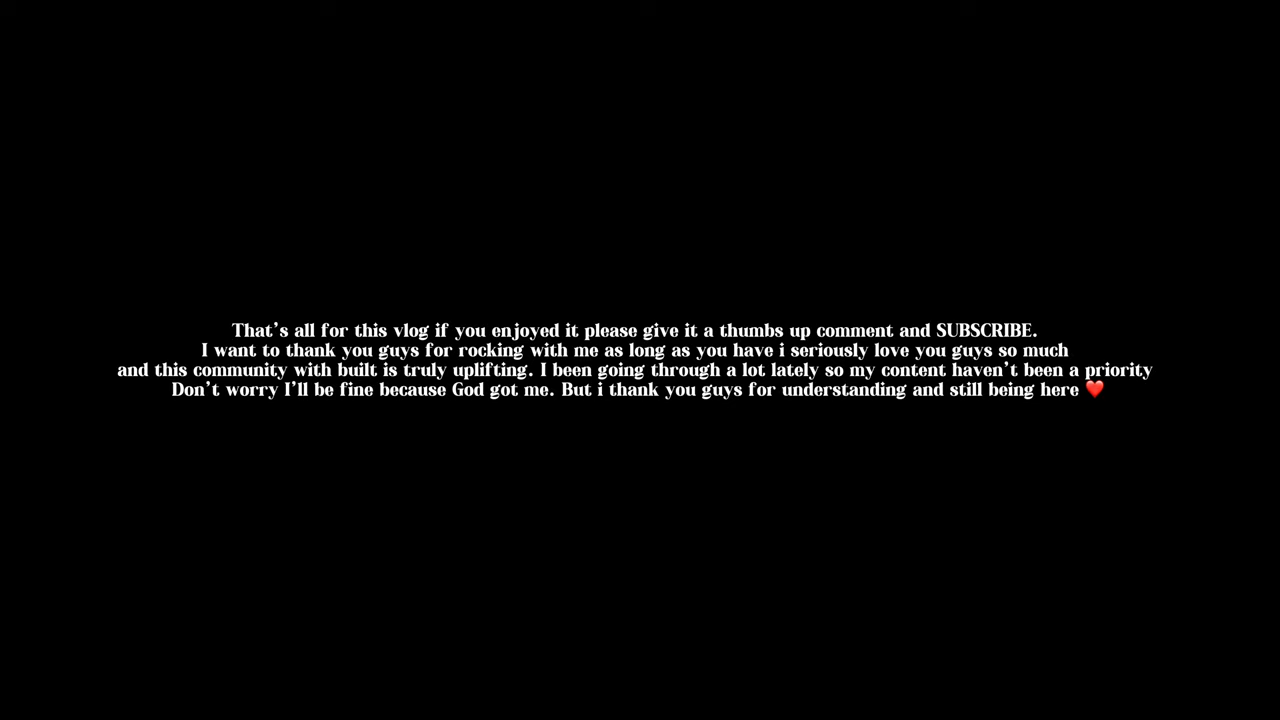 That's all for this vlog if you enjoyed it please give it a thumbs up comment and SUBSCRIBE.
I want to thank you guys for rocking with me as long as you have i seriously love you guys so much
and this community with built is truly uplifting. I been going through a lot lately so my content haven't been a priority
Don't worry I'll be fine because God got me. But i thank you guys for understanding and still being here ❤️